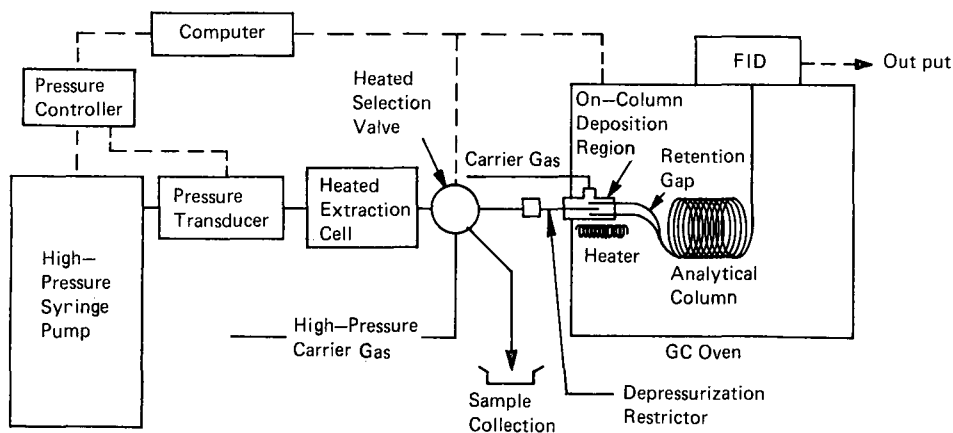 Computer
Pressure
Controller
Heated
Selection
Valve
FID
Out put
On—Column
Deposition
Region
Carrier Gas
Retention
Gap
Pressure
Transducer
Heated
Extraction
Cell
High—
Pressure
Syringe
Pump
Heater
Analytical
Column
High—Pressure
Carrier Gas
GC Oven
Sample
Collection
Depressurization
Restrictor